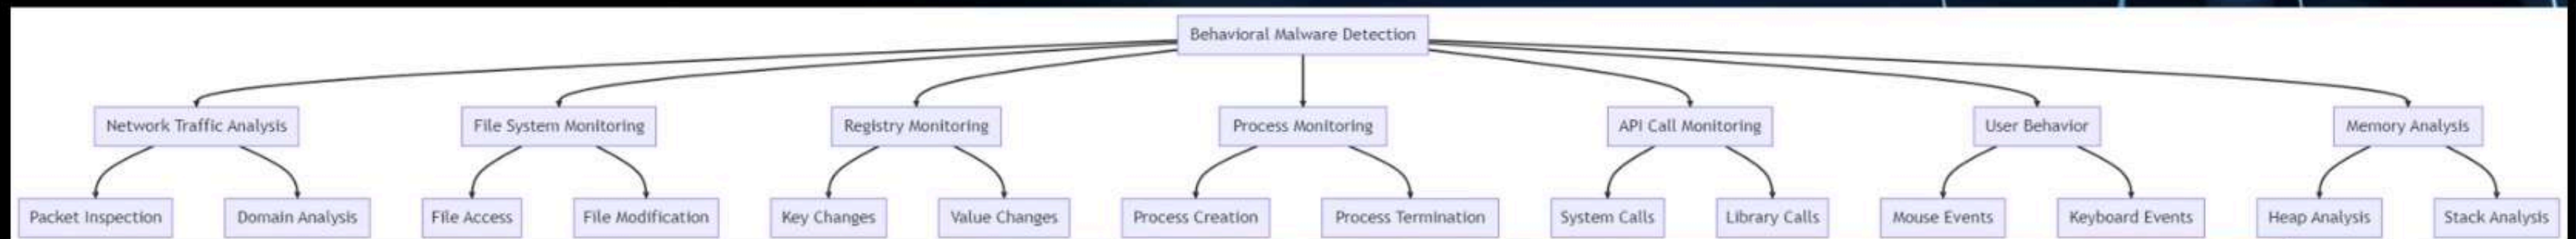 Behavioral Malware Detection
Network Traffic Analysis
File System Monitoring
Registry Monitoring
Process Monitoring
API Call Monitoring
User Behavior
Memory Analysis
Packet Inspection
Domain Analysis
File Access
File Modification
Key Changes
Value Changes
Process Creation
Process Termination
System Calls
Library Calls
Mouse Events
Keyboard Events
Heap Analysis
Stack Analysis